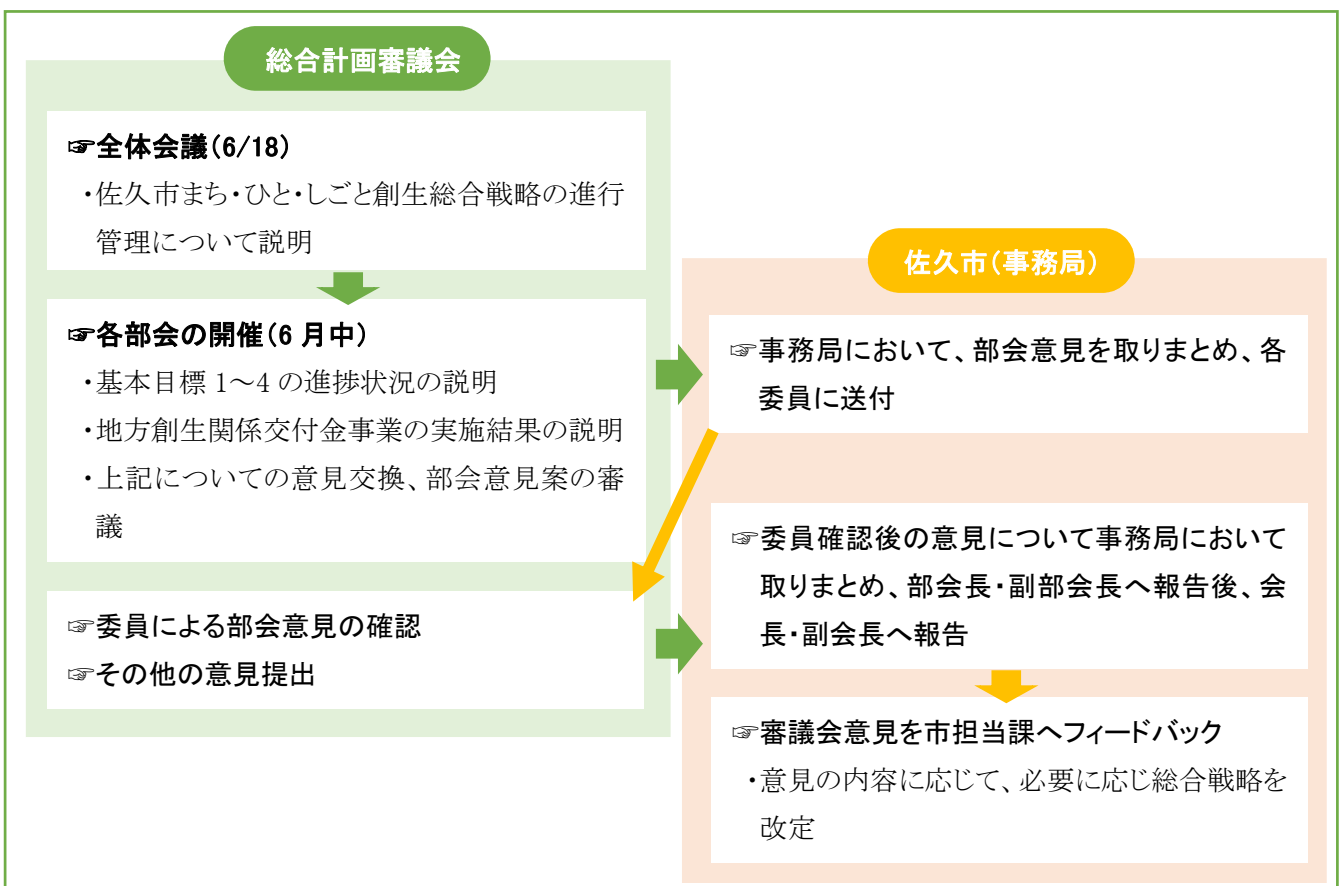 総合計画審議会
☞全体会議(6/18)
・佐久市まち・ひと・しごと創生総合戦略の進行
管理について説明
☞各部会の開催(6月中)
・基本目標1～4の進捗状況の説明
・地方創生関係交付金事業の実施結果の説明
・上記についての意見交換、部会意見案の審
議
☞委員による部会意見の確認
☞その他の意見提出
佐久市(事務局)
☞事務局において、部会意見を取りまとめ、各
委員に送付
☞委員確認後の意見について事務局において
取りまとめ、部会長・副部会長へ報告後、会
長・副会長へ報告
☞審議会意見を市担当課へフィードバック
・意見の内容に応じて、必要に応じ総合戦略を
改定